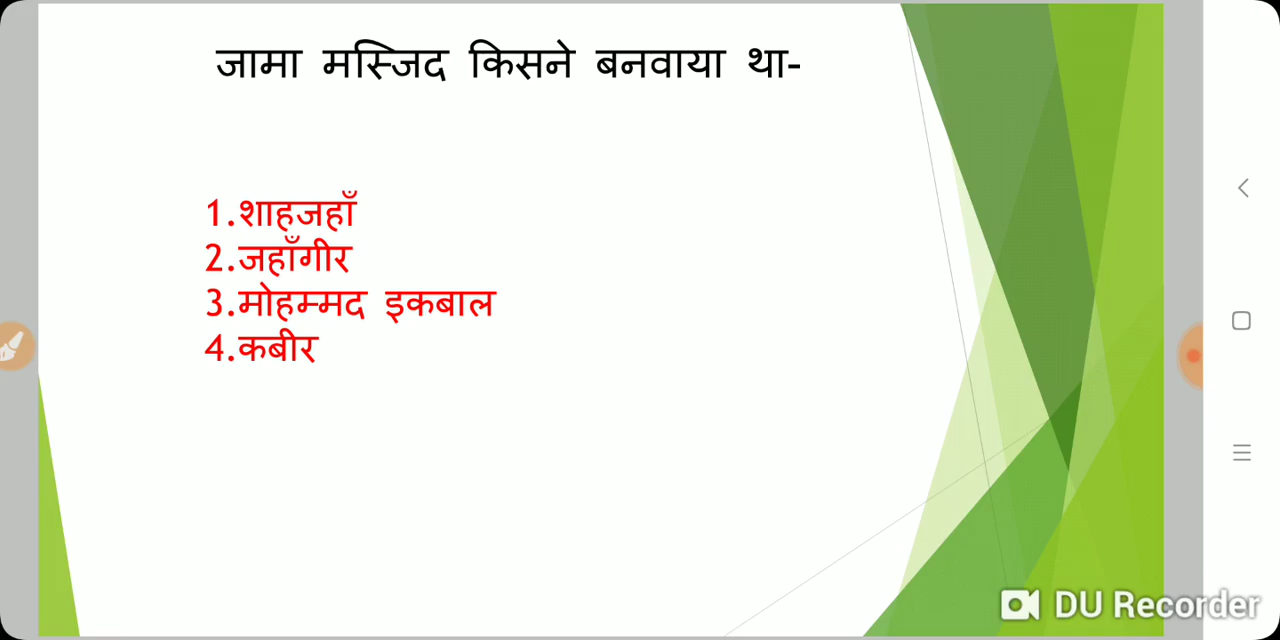 जामा मस्जिद किसने बनवाया था-
1.शाहजहाँ
2.जहाँगीर
3.मोहम्मद इकबाल
4.कबीर
DU Recorder